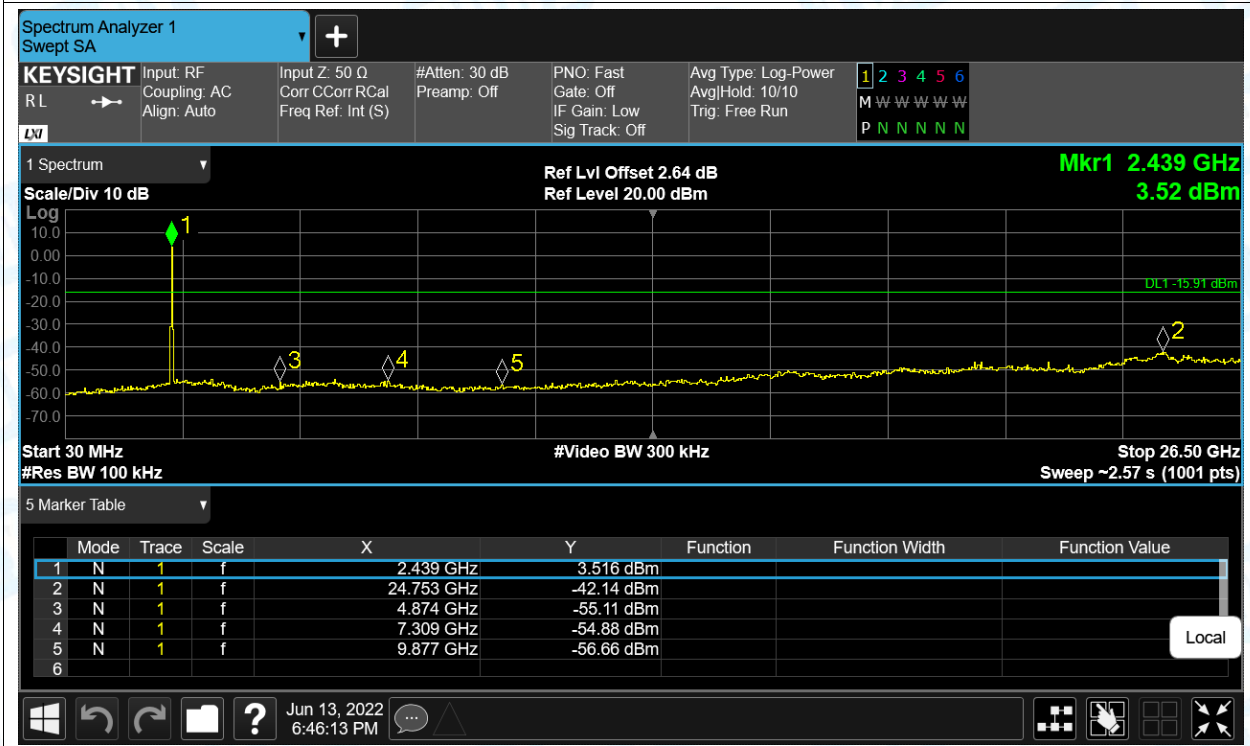 Spectrum Analyzer 1
Swept SA
+
KEYSIGHT
R L
LXI
Input: RF
Coupling: AC
Align: Auto
Input Z: 50 Ω
Corr CCorr RCal
Freq Ref: Int (S)
#Atten: 30 dB
Preamp: Off
PNO: Fast
Gate: Off
IF Gain: Low
Sig Track: Off
Avg Type: Log-Power
Avg|Hold: 10/10
Trig: Free Run
1 2 3 4 5 6
M W W W W W
P N N N N N
1 Spectrum
Scale/Div 10 dB
Ref Lvl Offset 2.64 dB
Ref Level 20.00 dBm
Mkr1 2.439 GHz
3.52 dBm
Log
10.0
0.00
-10.0
-20.0
-30.0
-40.0
-50.0
-60.0
-70.0
1
DL1 -15.91 dBm
2
3
4
5
Start 30 MHz
#Video BW 300 kHz
Stop 26.50 GHz
#Res BW 100 kHz
Sweep ~2.57 s (1001 pts)
5 Marker Table
Mode Trace Scale X Y Function Function Width Function Value
1 N 1 f 2.439 GHz 3.516 dBm
2 N 1 f 24.753 GHz -42.14 dBm
3 N 1 f 4.874 GHz -55.11 dBm
4 N 1 f 7.309 GHz -54.88 dBm
5 N 1 f 9.877 GHz -56.66 dBm
6
Local
?
Jun 13, 2022
6:46:13 PM